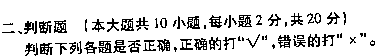 二、判断题 (本大题共10小题,每小题2分,共20分)
判断下列各题是否正确,正确的打“√”,错误的打“×”。